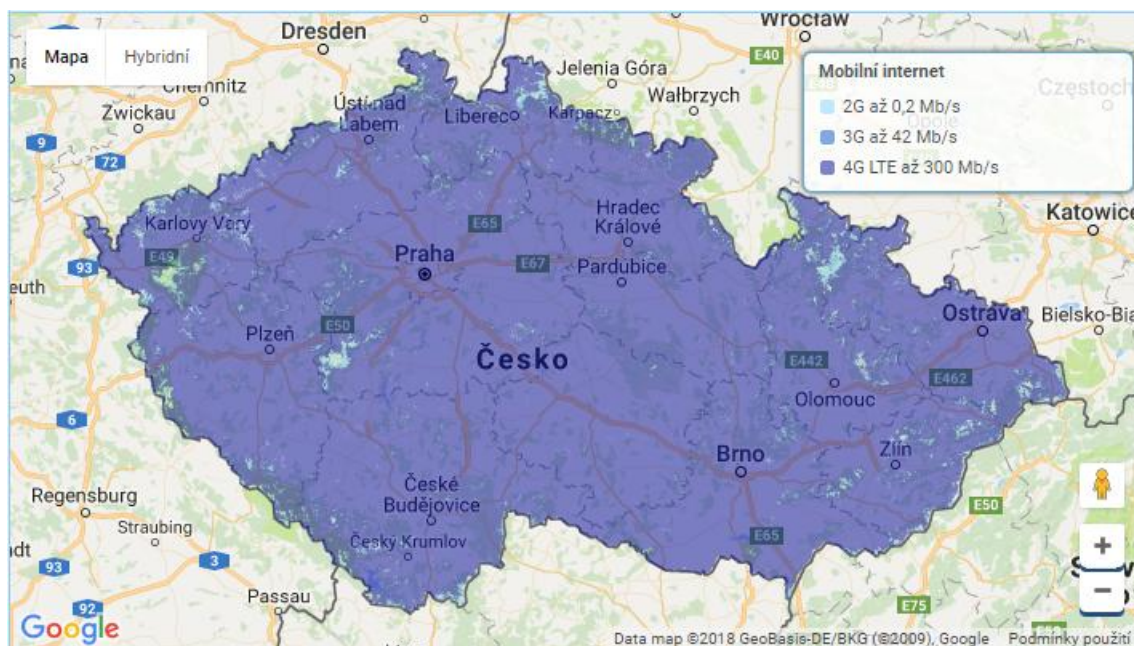 Mapa
Hybridní
Mobilní internet
2G až 0,2 Mb/s
3G až 42 Mb/s
4G LTE až 300 Mb/s
Dresden
Wrocław
E40
Jelenia Góra
Wałbrzych
Częstoch
Chemnitz
Zwickau
Ústí nad
Labem
Liberec
Karpacz
9
72
Karlovy Vary
E65
Hradec
Králové
Katowice
E49
Praha
E67
Pardubice
93
Plzeň
E50
Česko
Ostrava
Bielsko-Bia
E442
E462
Olomouc
6
Brno
Zlín
České
Budějovice
Regensburg
Straubing
E50
Český Krumlov
E65
3
93
Passau
92
E75
Google
Data map ©2018 GeoBasis-DE/BKG (©2009), Google
Podmínky použití